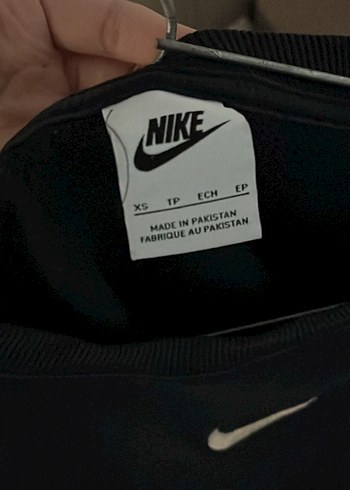 NIKE
XS TP ECH EP
MADE IN PAKISTAN
FABRIQUE AU PAKISTAN